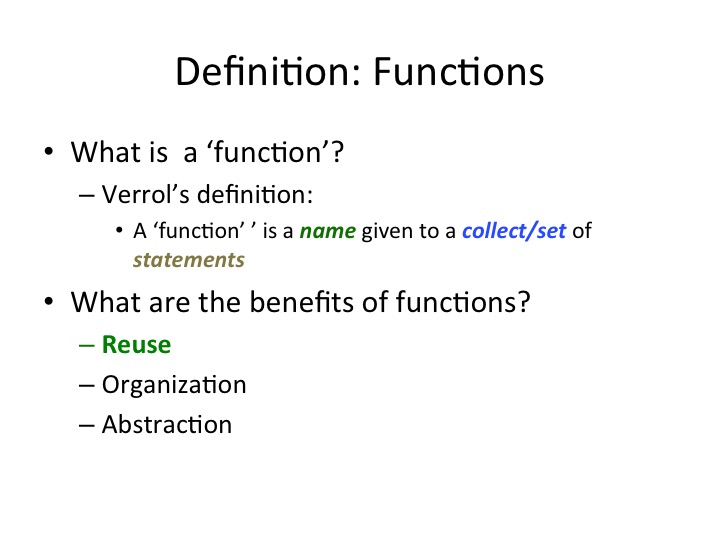 Definition: Functions
• What is  a ‘function’?
– Verrol’s definition:
• A ‘function’ ’ is a name given to a collect/set of
statements
• What are the benefits of functions?
– Reuse
– Organization
– Abstraction